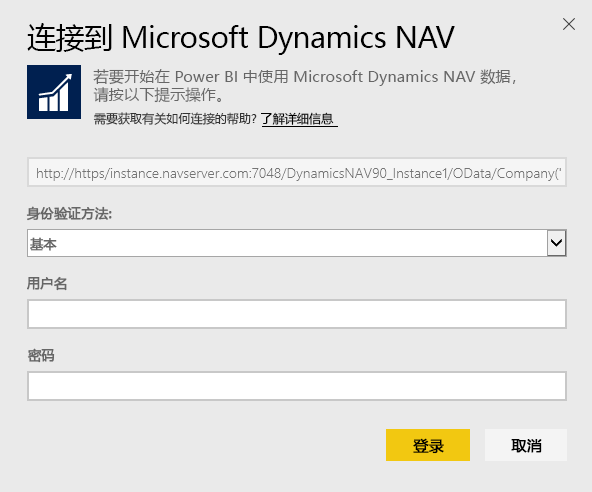 连接到 Microsoft Dynamics NAV
若要开始在 Power BI 中使用 Microsoft Dynamics NAV 数据，
请按以下提示操作。
需要获取有关如何连接的帮助? 了解详细信息
http://https/instance.navserver.com:7048/DynamicsNAV90_Instance1/OData/Company('
身份验证方法:
基本
用户名
密码
登录
取消